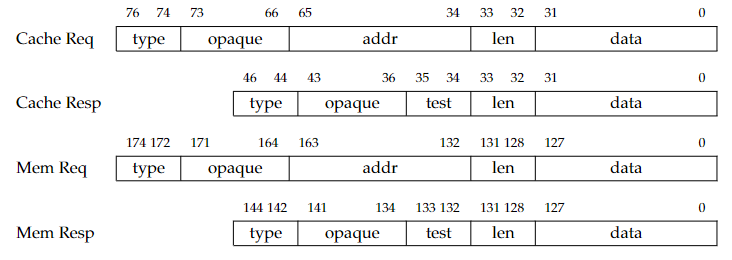 76 74 73 66 65 34 33 32 31 0
Cache Req type opaque addr len data
46 44 43 36 35 34 33 32 31 0
Cache Resp type opaque test len data
174 172 171 164 163 132 131 128 127 0
Mem Req type opaque addr len data
144 142 141 134 133 132 131 128 127 0
Mem Resp type opaque test len data